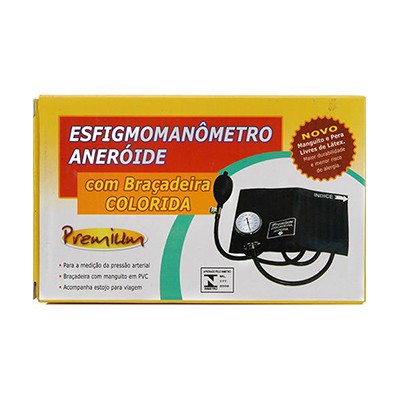 ESFIGMOMANÔMETRO
ANERÓIDE
com Braçadeira
COLORIDA
NOVO
Manguito e Pera
Livres de Látex.
Maior durabilidade
e menor risco
de alergia.
INDICE
Premium
• Para a medição da pressão arterial
• Braçadeira com manguito em PVC
• Acompanha estojo para viagem